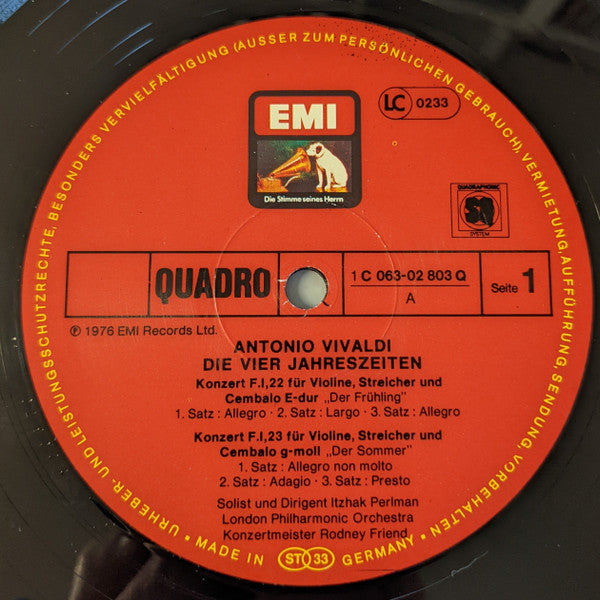 URHEBER- UND LEISTUNGSSCHUTZRECHTE, BESONDERS VERVIELFÄLTIGUNG (AUSSER ZUM PERSÖNLICHEN GEBRAUCH), VERMIETUNG, AUFFÜHRUNG, SENDUNG, VORBEHALTEN
EMI
Die Stimme seines Herrn
LC 0233
QUADRAPHONIC
SQ
SYSTEM
QUADRO
1 C 063-02 803 Q
A
Seite 1
℗ 1976 EMI Records Ltd.
ANTONIO VIVALDI
DIE VIER JAHRESZEITEN
Konzert F.I,22 für Violine, Streicher und
Cembalo E-dur „Der Frühling”
1. Satz : Allegro · 2. Satz : Largo · 3. Satz : Allegro
Konzert F.I,23 für Violine, Streicher und
Cembalo g-moll „Der Sommer”
1. Satz : Allegro non molto
2. Satz : Adagio · 3. Satz : Presto
Solist und Dirigent Itzhak Perlman
London Philharmonic Orchestra
Konzertmeister Rodney Friend
• MADE IN ST 33 GERMANY •